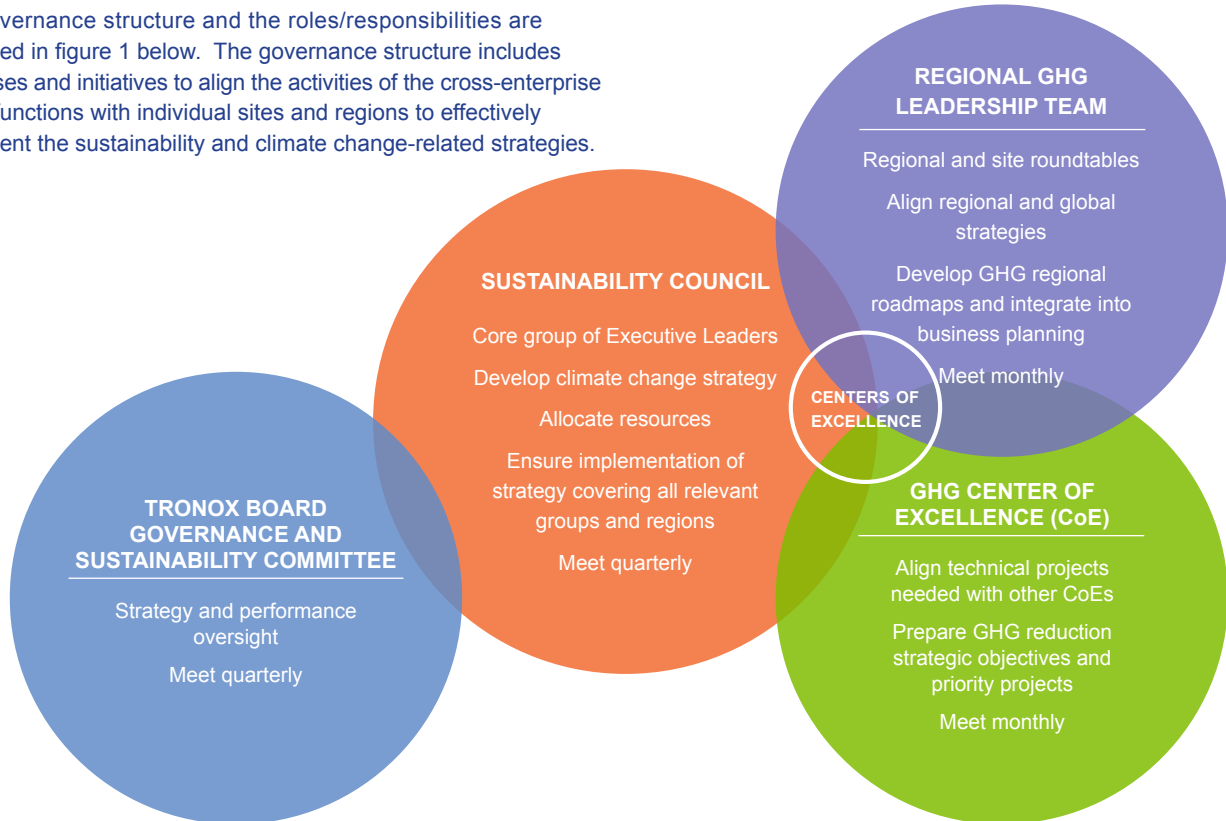 vernance structure and the roles/responsibilities are
ed in figure 1 below. The governance structure includes
ses and initiatives to align the activities of the cross-enterprise
functions with individual sites and regions to effectively
ent the sustainability and climate change-related strategies.
REGIONAL GHG
LEADERSHIP TEAM
Regional and site roundtables
Align regional and global
strategies
Develop GHG regional
roadmaps and integrate into
business planning
Meet monthly
SUSTAINABILITY COUNCIL
Core group of Executive Leaders
Develop climate change strategy
Allocate resources
Ensure implementation of
strategy covering all relevant
groups and regions
Meet quarterly
CENTERS OF
EXCELLENCE
TRONOX BOARD
GOVERNANCE AND
SUSTAINABILITY COMMITTEE
Strategy and performance
oversight
Meet quarterly
GHG CENTER OF
EXCELLENCE (CoE)
Align technical projects
needed with other CoEs
Prepare GHG reduction
strategic objectives and
priority projects
Meet monthly